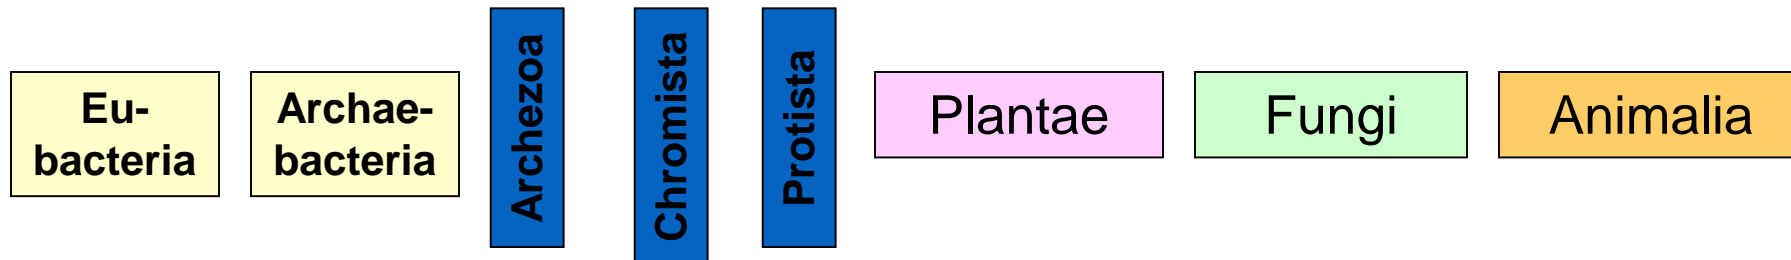 Eu-
bacteria
Archae-
bacteria
Archezoa
Chromista
Protista
Plantae
Fungi
Animalia